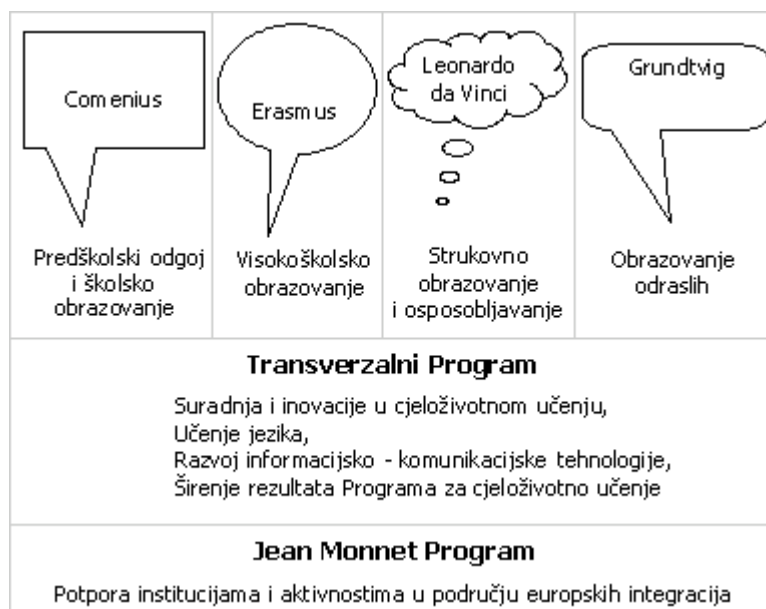 Comenius
Predškolski odgoj
i školsko
obrazovanje
Erasmus
Visokoškolsko
obrazovanje
Leonardo
da Vinci
Strukovno
obrazovanje
i osposobljavanje
Grundtvig
Obrazovanje
odraslih
Transverzalni Program
Suradnja i inovacije u cjeloživotnom učenju,
Učenje jezika,
Razvoj informacijsko - komunikacijske tehnologije,
Širenje rezultata Programa za cjeloživotno učenje
Jean Monnet Program
Potpora institucijama i aktivnostima u području europskih integracija